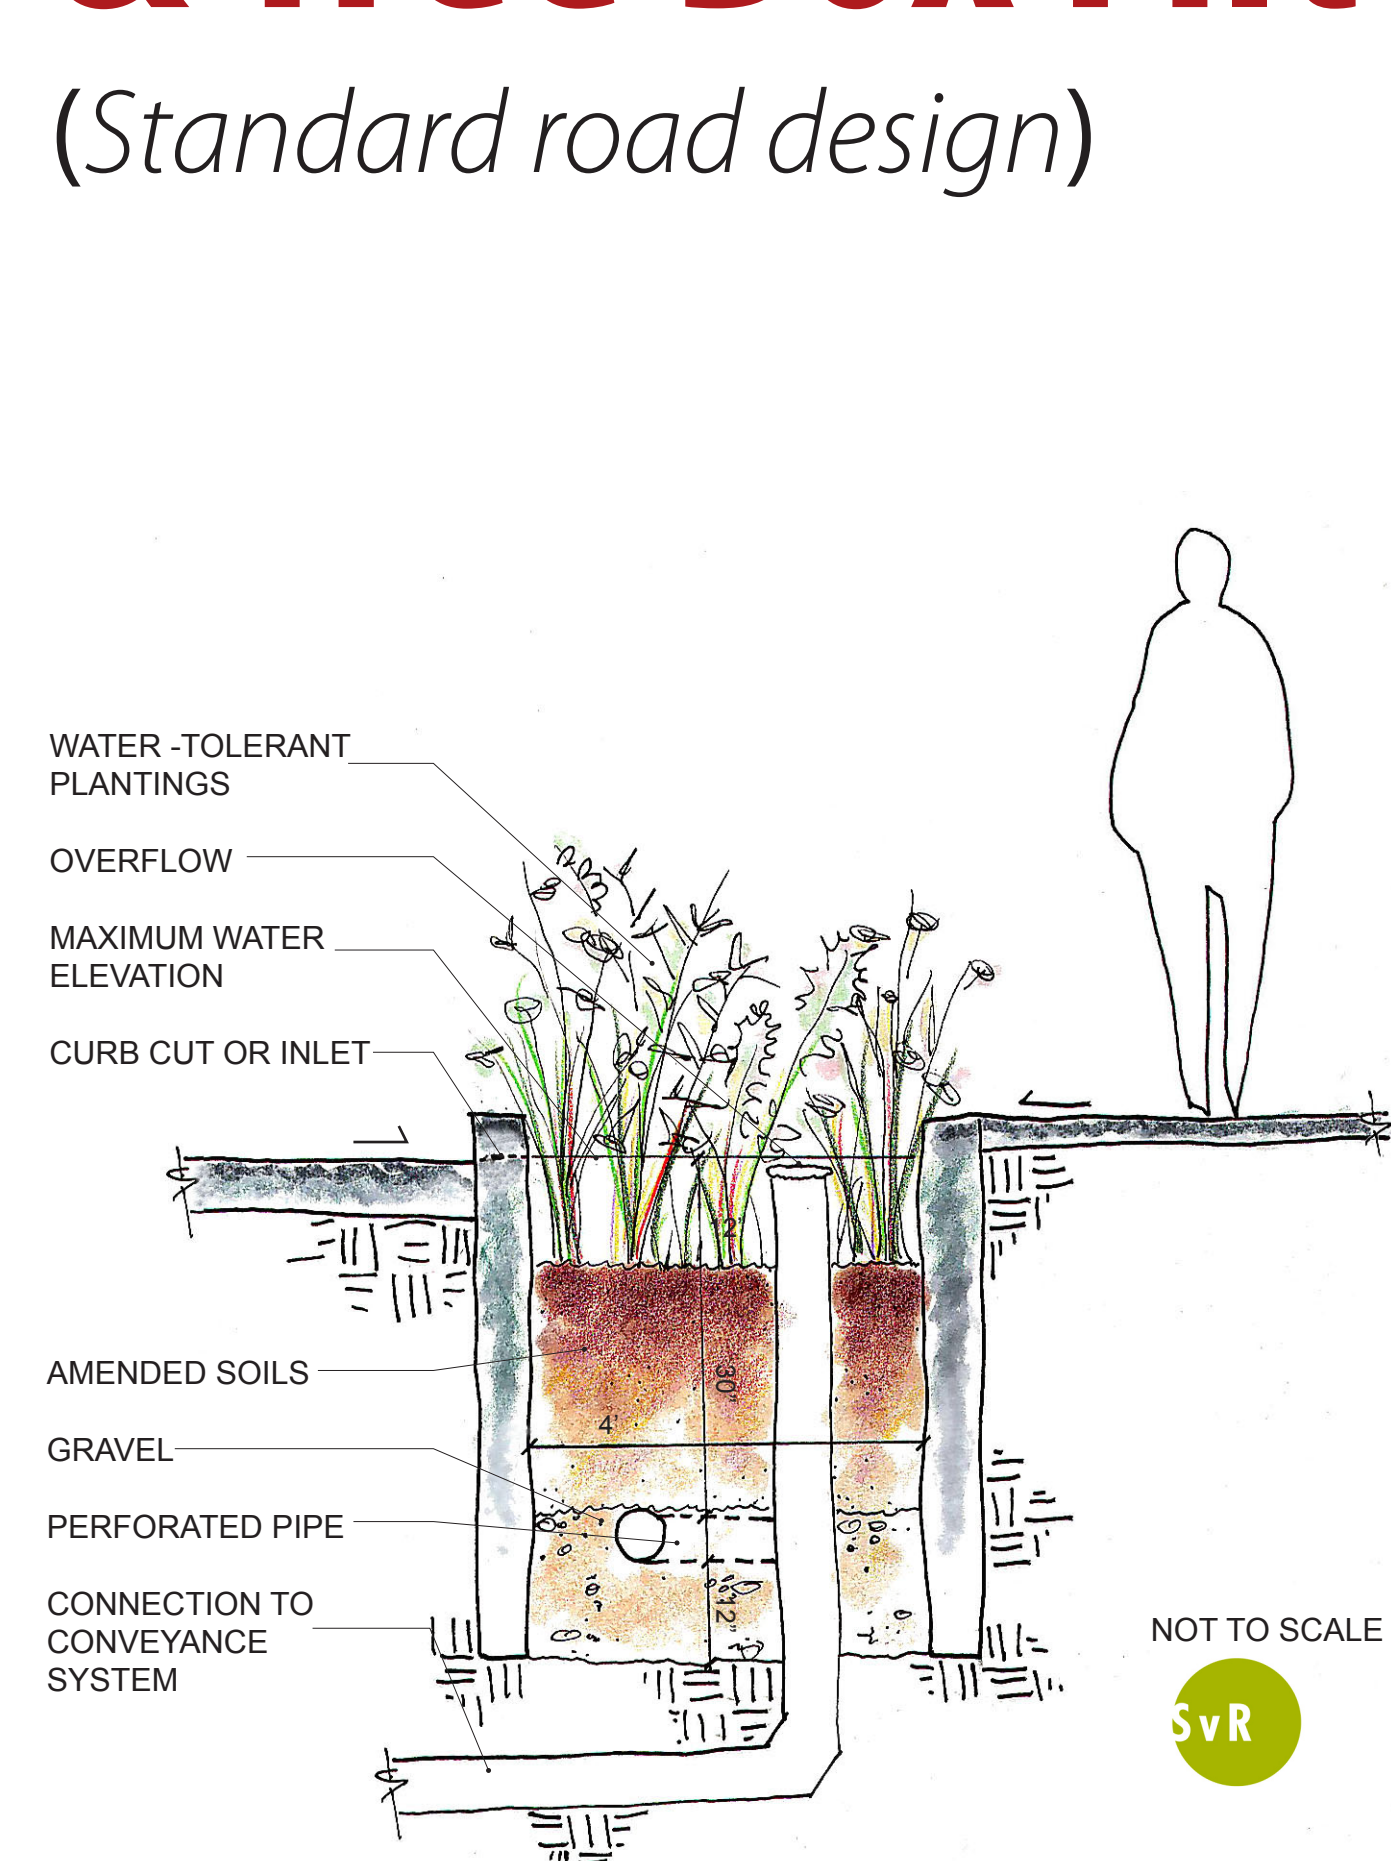 (Standard road design)
WATER -TOLERANT
PLANTINGS
OVERFLOW
MAXIMUM WATER
ELEVATION
CURB CUT OR INLET
12"
AMENDED SOILS
30"
4'
GRAVEL
PERFORATED PIPE
12"
CONNECTION TO
CONVEYANCE
SYSTEM
NOT TO SCALE
SvR